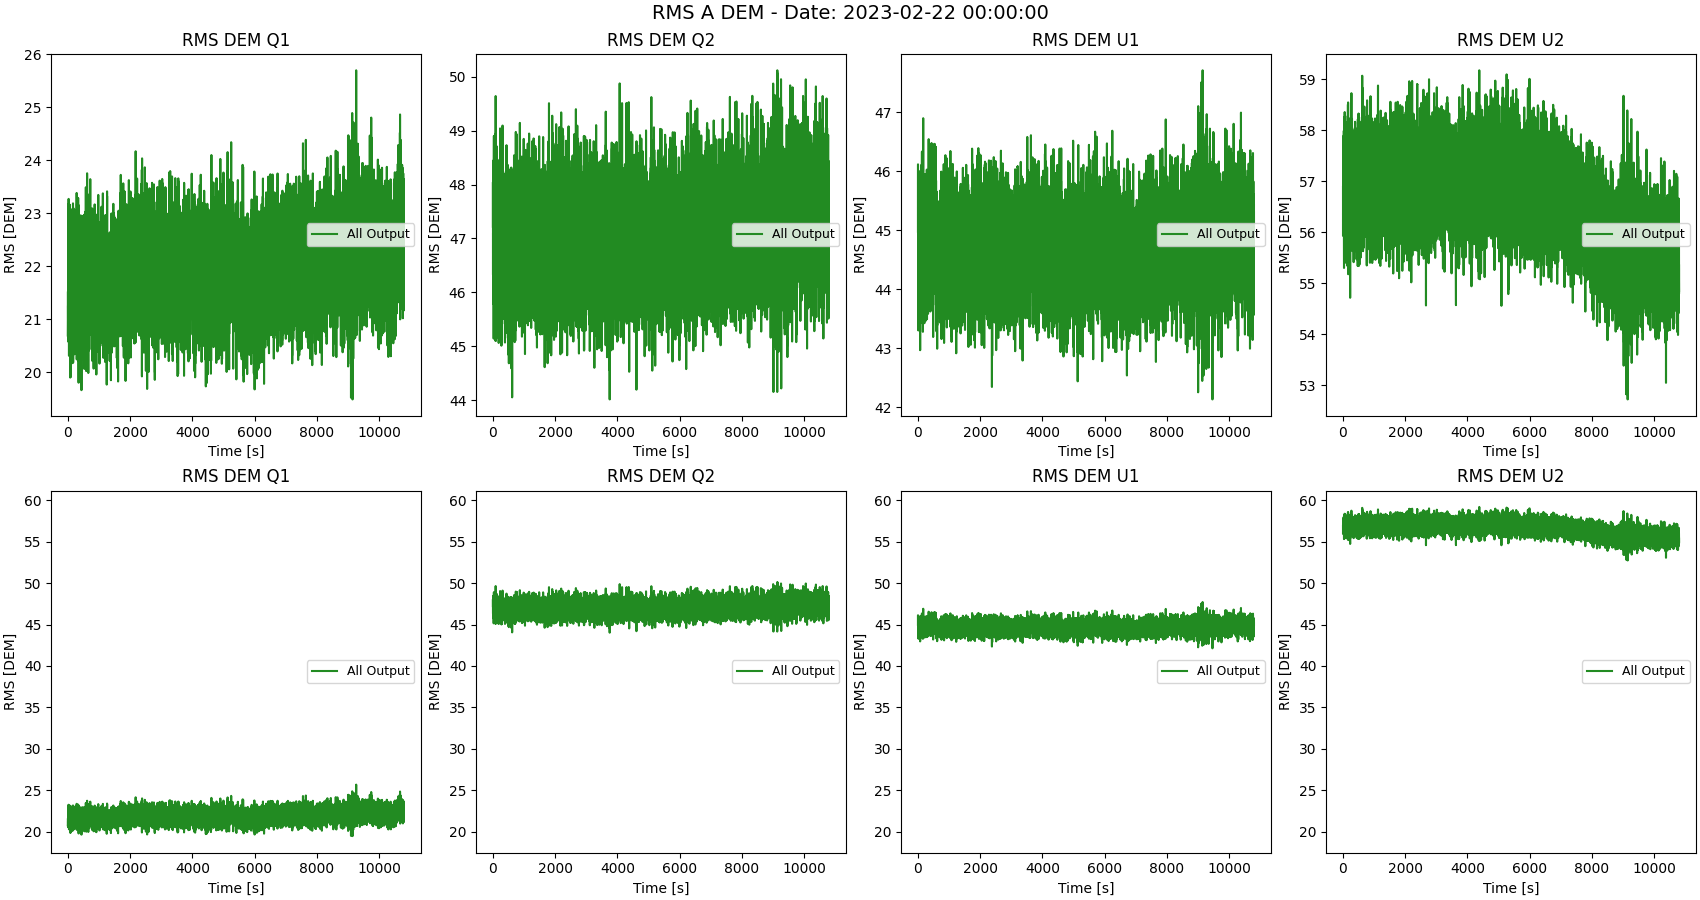 RMS A DEM - Date: 2023-02-22 00:00:00
RMS DEM Q1
RMS [DEM]
26
25
24
23
22
21
20
All Output
0 2000 4000 6000 8000 10000
Time [s]
RMS DEM Q2
RMS [DEM]
50
49
48
47
46
45
44
All Output
0 2000 4000 6000 8000 10000
Time [s]
RMS DEM U1
RMS [DEM]
47
46
45
44
43
42
All Output
0 2000 4000 6000 8000 10000
Time [s]
RMS DEM U2
RMS [DEM]
59
58
57
56
55
54
53
All Output
0 2000 4000 6000 8000 10000
Time [s]
RMS DEM Q1
RMS [DEM]
60
55
50
45
40
35
30
25
20
All Output
0 2000 4000 6000 8000 10000
Time [s]
RMS DEM Q2
RMS [DEM]
60
55
50
45
40
35
30
25
20
All Output
0 2000 4000 6000 8000 10000
Time [s]
RMS DEM U1
RMS [DEM]
60
55
50
45
40
35
30
25
20
All Output
0 2000 4000 6000 8000 10000
Time [s]
RMS DEM U2
RMS [DEM]
60
55
50
45
40
35
30
25
20
All Output
0 2000 4000 6000 8000 10000
Time [s]